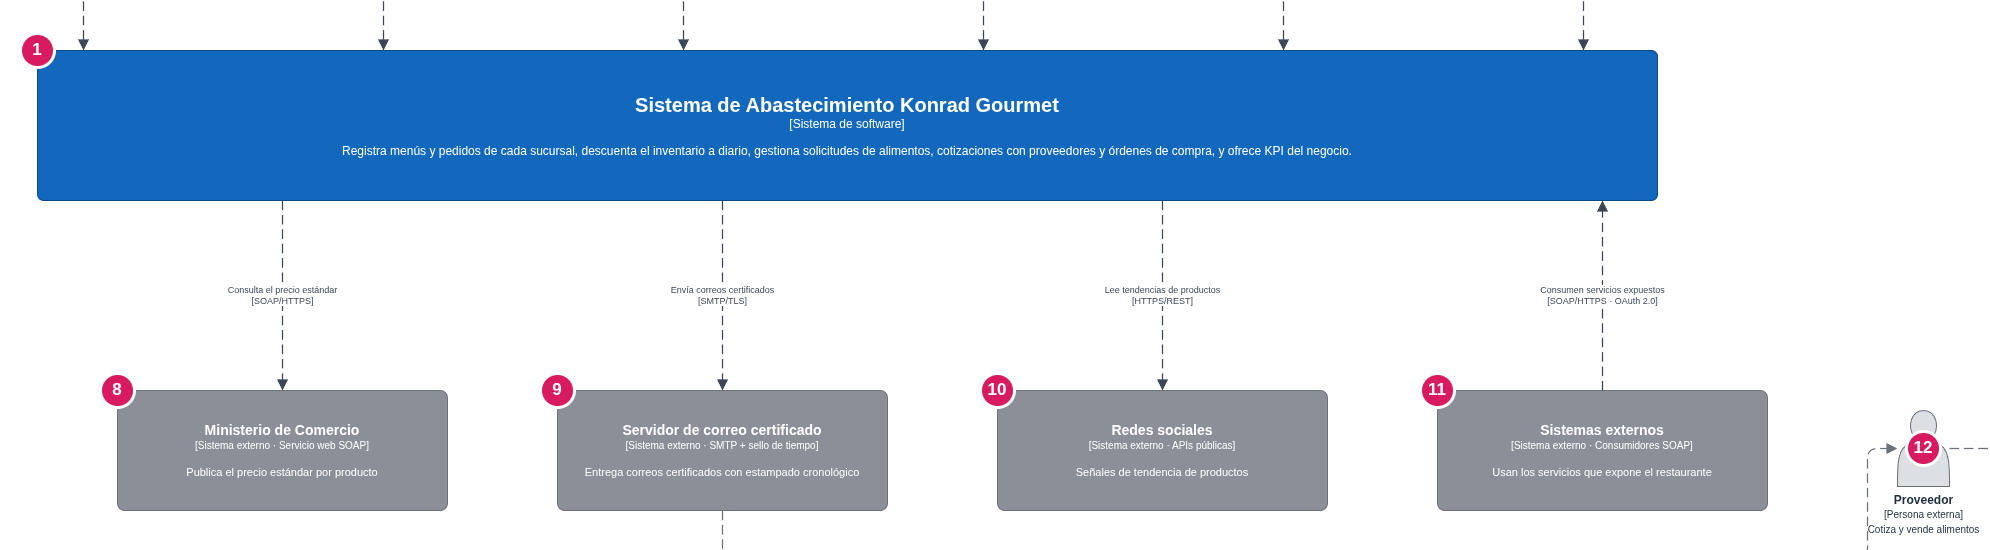 1
Sistema de Abastecimiento Konrad Gourmet
[Sistema de software]
Registra menús y pedidos de cada sucursal, descuenta el inventario a diario, gestiona solicitudes de alimentos, cotizaciones con proveedores y órdenes de compra, y ofrece KPI del negocio.
Consulta el precio estándar
[SOAP/HTTPS]
Envía correos certificados
[SMTP/TLS]
Lee tendencias de productos
[HTTPS/REST]
Consumen servicios expuestos
[SOAP/HTTPS · OAuth 2.0]
8
Ministerio de Comercio
[Sistema externo · Servicio web SOAP]
Publica el precio estándar por producto
9
Servidor de correo certificado
[Sistema externo · SMTP + sello de tiempo]
Entrega correos certificados con estampado cronológico
10
Redes sociales
[Sistema externo · APIs públicas]
Señales de tendencia de productos
11
Sistemas externos
[Sistema externo · Consumidores SOAP]
Usan los servicios que expone el restaurante
12
Proveedor
[Persona externa]
Cotiza y vende alimentos